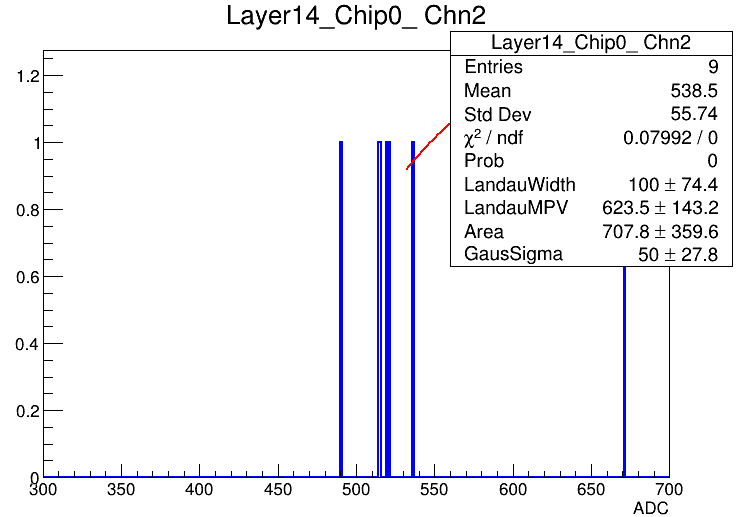 Layer14_Chip0_ Chn2
Layer14_Chip0_ Chn2
Entries 9
Mean 538.5
Std Dev 55.74
χ² / ndf 0.07992 / 0
Prob 0
LandauWidth 100 ± 74.4
LandauMPV 623.5 ± 143.2
Area 707.8 ± 359.6
GausSigma 50 ± 27.8
1.2
1
0.8
0.6
0.4
0.2
0
300 350 400 450 500 550 600 650 700
ADC